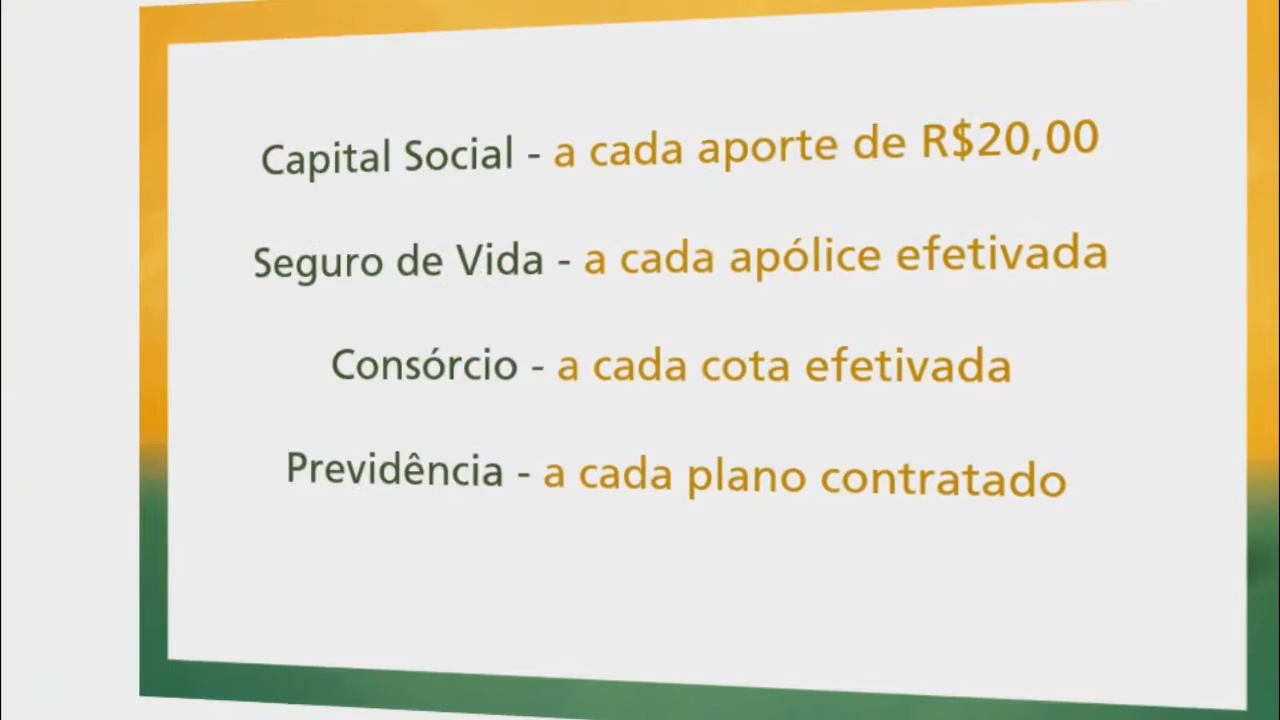 Capital Social - a cada aporte de R$20,00
Seguro de Vida - a cada apólice efetivada
Consórcio - a cada cota efetivada
Previdência - a cada plano contratado